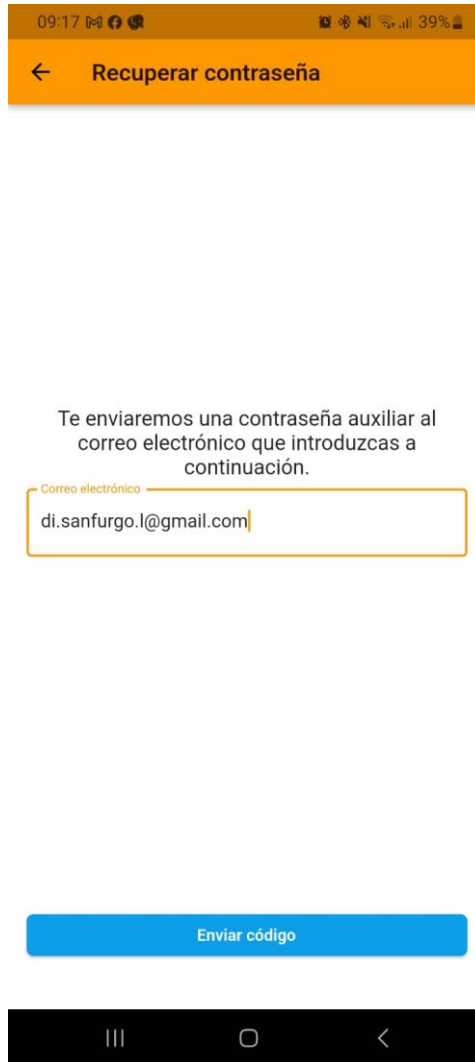 09:17 39%
Recuperar contraseña
Te enviaremos una contraseña auxiliar al
correo electrónico que introduzcas a
continuación.
Correo electrónico
di.sanfurgo.l@gmail.com
Enviar código